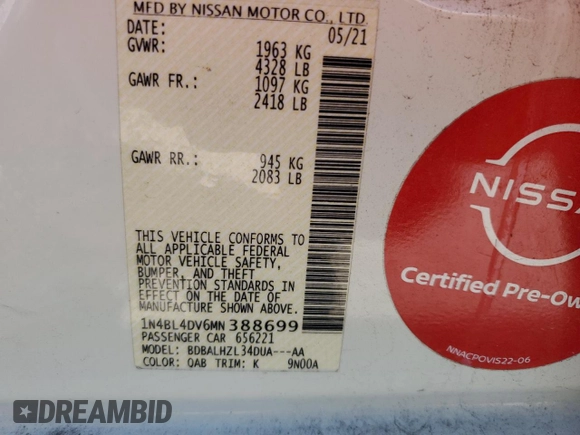 MFD BY NISSAN MOTOR CO., LTD.
DATE: 05/21
GVWR: 1963 KG
4328 LB
GAWR FR.: 1097 KG
2418 LB
GAWR RR.: 945 KG
2083 LB
THIS VEHICLE CONFORMS TO
ALL APPLICABLE FEDERAL
MOTOR VEHICLE SAFETY,
BUMPER, AND THEFT
PREVENTION STANDARDS IN
EFFECT ON THE DATE OF
MANUFACTURE SHOWN ABOVE.
1N4BL4DV6MN388699
PASSENGER CAR 656221
MODEL: BDBALHZL34DUA---AA
COLOR: QAB TRIM: K 9N00A
NISSAN
Certified Pre-Ow
NNACPOVIS22-06
DREAMBID